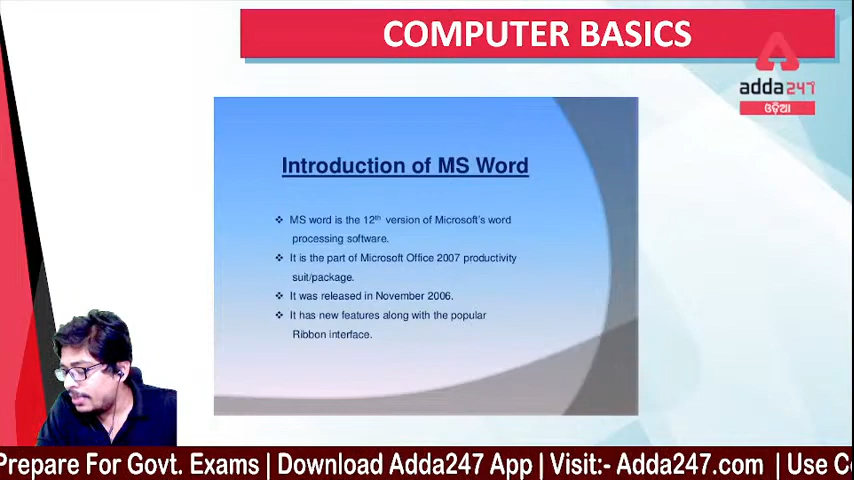 COMPUTER BASICS
adda247
ଓଡ଼ିଆ
Introduction of MS Word
❖ MS word is the 12th version of Microsoft's word
processing software.
❖ It is the part of Microsoft Office 2007 productivity
suit/package.
❖ It was released in November 2006.
❖ It has new features along with the popular
Ribbon interface.
Prepare For Govt. Exams | Download Adda247 App | Visit:- Adda247.com | Use